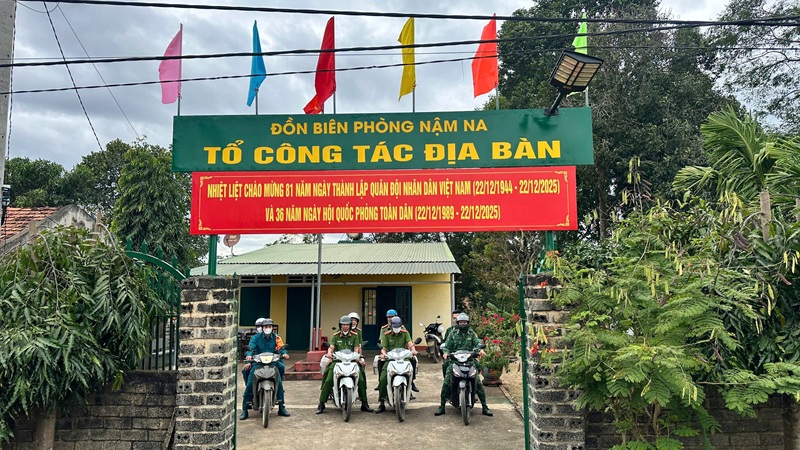 ĐỒN BIÊN PHÒNG NẬM NA
TỔ CÔNG TÁC ĐỊA BÀN
NHIỆT LIỆT CHÀO MỪNG 81 NĂM NGÀY THÀNH LẬP QUÂN ĐỘI NHÂN DÂN VIỆT NAM (22/12/1944 - 22/12/2025)
VÀ 36 NĂM NGÀY HỘI QUỐC PHÒNG TOÀN DÂN (22/12/1989 - 22/12/2025)